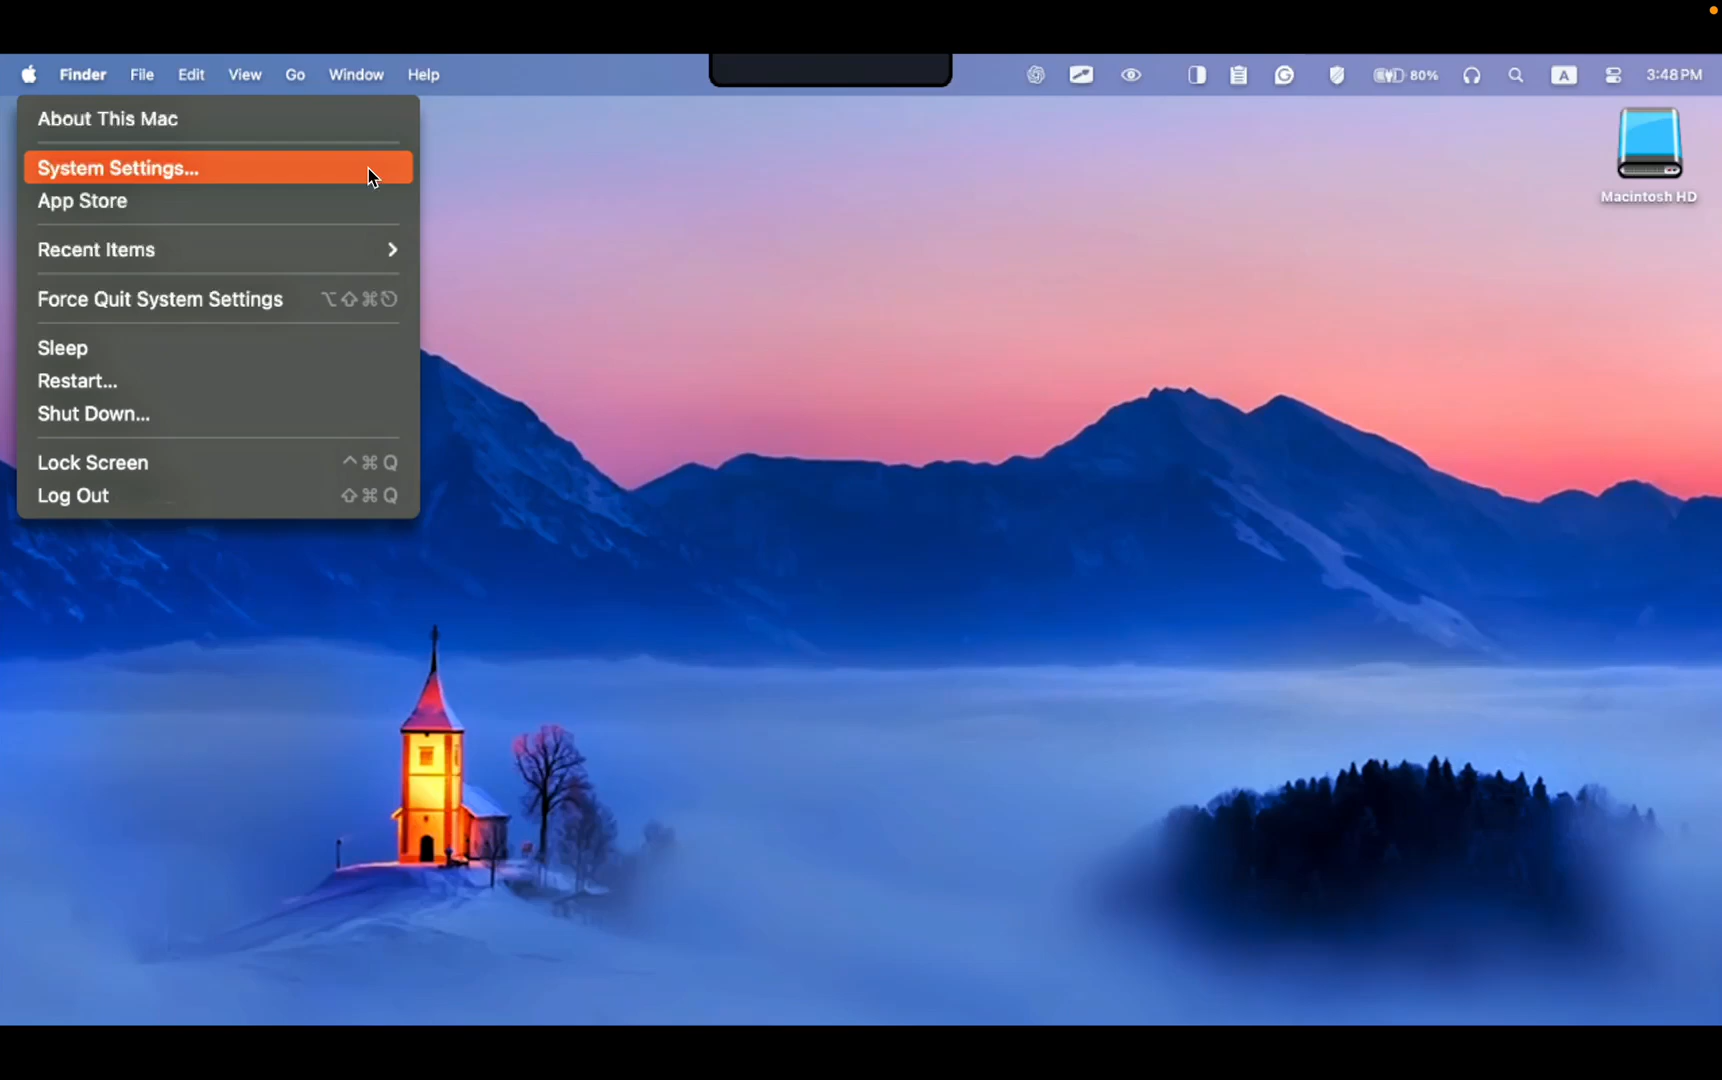 Finder File Edit View Go Window Help 80% A 3:48 PM
About This Mac
System Settings...
App Store
Recent Items
Force Quit System Settings ⌥⇧⌘⎋
Sleep
Restart...
Shut Down...
Lock Screen ^⌘Q
Log Out ⇧⌘Q
Macintosh HD